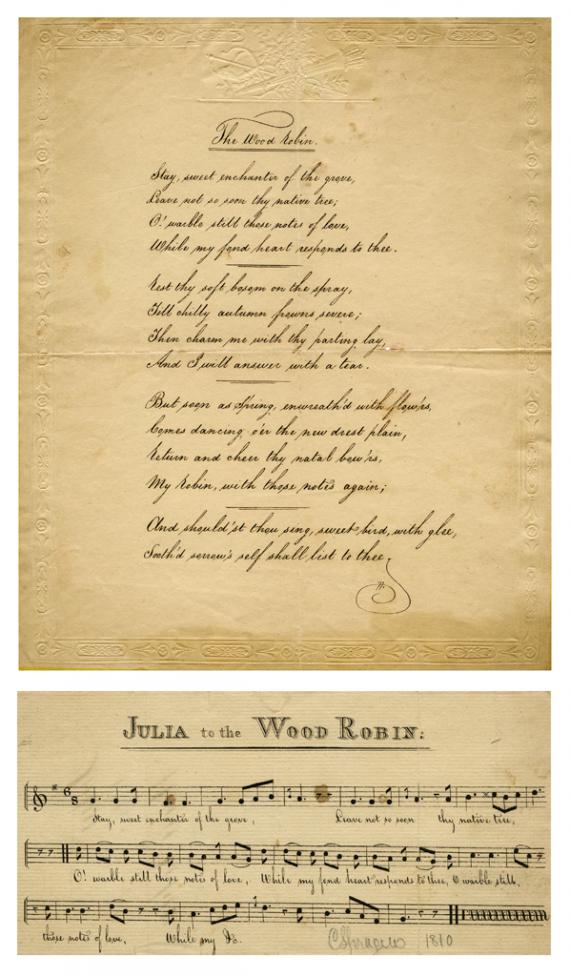 The Wood Robin.
Stay, sweet enchanter of the grove,
Leave not so soon thy native tree;
O! warble still those notes of love,
While my fond heart responds to thee.
Rest thy soft bosom on the spray,
Till chilly autumn frowns severe;
Then charm me with thy parting lay,
And I will answer with a tear.
But soon as Spring, enwreath'd with flow'rs,
Comes dancing o'er the new drest plain,
Return and cheer thy natal bow'rs,
My Robin, with those notes again;
And should'st thou sing, sweet bird, with glee,
Sooth'd sorrow's self shall list to thee.
JULIA to the WOOD ROBIN:
Stay, sweet enchanter of the grove, Leave not so soon thy native tree,
O! warble still those notes of love, While my fond heart responds to thee, O warble still,
those notes of love, While my &c.
1810